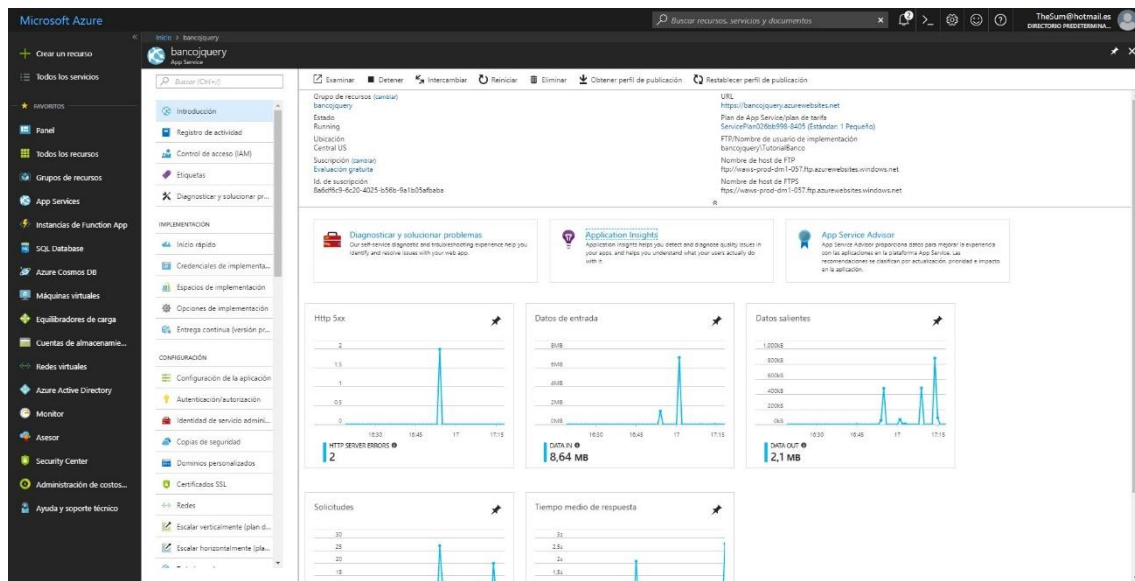 Microsoft Azure
Buscar recursos, servicios y documentos
TheSum@hotmail.es
DIRECTORIO PREDETERMINA...
Inicio > bancojquery
bancojquery
App Service
Crear un recurso
Todos los servicios
FAVORITOS
Panel
Todos los recursos
Grupos de recursos
App Services
Instancias de Function App
SQL Database
Azure Cosmos DB
Máquinas virtuales
Equilibradores de carga
Cuentas de almacenamie...
Redes virtuales
Azure Active Directory
Monitor
Asesor
Security Center
Administración de costos...
Ayuda y soporte técnico
Buscar (Ctrl+/)
Introducción
Registro de actividad
Control de acceso (IAM)
Etiquetas
Diagnosticar y solucionar pr...
IMPLEMENTACIÓN
Inicio rápido
Credenciales de implementa...
Espacios de implementación
Opciones de implementación
Entrega continua (versión pr...
CONFIGURACIÓN
Configuración de la aplicación
Autenticación/autorización
Identidad de servicio admini...
Copias de seguridad
Dominios personalizados
Certificados SSL
Redes
Escalar verticalmente (plan d...
Escalar horizontalmente (pla...
Examinar Detener Intercambiar Reiniciar Eliminar Obtener perfil de publicación Restablecer perfil de publicación
Grupo de recursos (cambiar)
bancojquery
Estado
Running
Ubicación
Central US
Suscripción (cambiar)
Evaluación gratuita
Id. de suscripción
URL
https://bancojquery.azurewebsites.net
Plan de App Service/plan de tarifa
ServicePlan026bb998-8405 (Estándar: 1 Pequeño)
FTP/Nombre de usuario de implementación
bancojquery\TutorialBanco
Nombre de host de FTP
ftp://waws-prod-dm1-057.ftp.azurewebsites.windows.net
Nombre de host de FTPS
ftps://waws-prod-dm1-057.ftp.azurewebsites.windows.net
Diagnosticar y solucionar problemas
Our self-service diagnostic and troubleshooting experience help you
identify and resolve issues with your web app.
Application Insights
Application Insights helps you detect and diagnose quality issues in
your apps, and helps you understand what your users actually do
with it.
App Service Advisor
App Service Advisor proporciona datos para mejorar la experiencia
con las aplicaciones en la plataforma App Service. Las
recomendaciones se clasifican por actualización, prioridad e impacto
en la aplicación.
Http 5xx
2
1.5
1
0.5
0
16:30 16:45 17 17:15
HTTP SERVER ERRORS
2
Datos de entrada
8MB
6MB
4MB
2MB
0MB
16:30 16:45 17 17:15
DATA IN
8,64 MB
Datos salientes
1.000kB
800kB
600kB
400kB
200kB
0kB
16:30 16:45 17 17:15
DATA OUT
2,1 MB
Solicitudes
30
25
20
15
Tiempo medio de respuesta
3s
2.5s
2s
1.5s